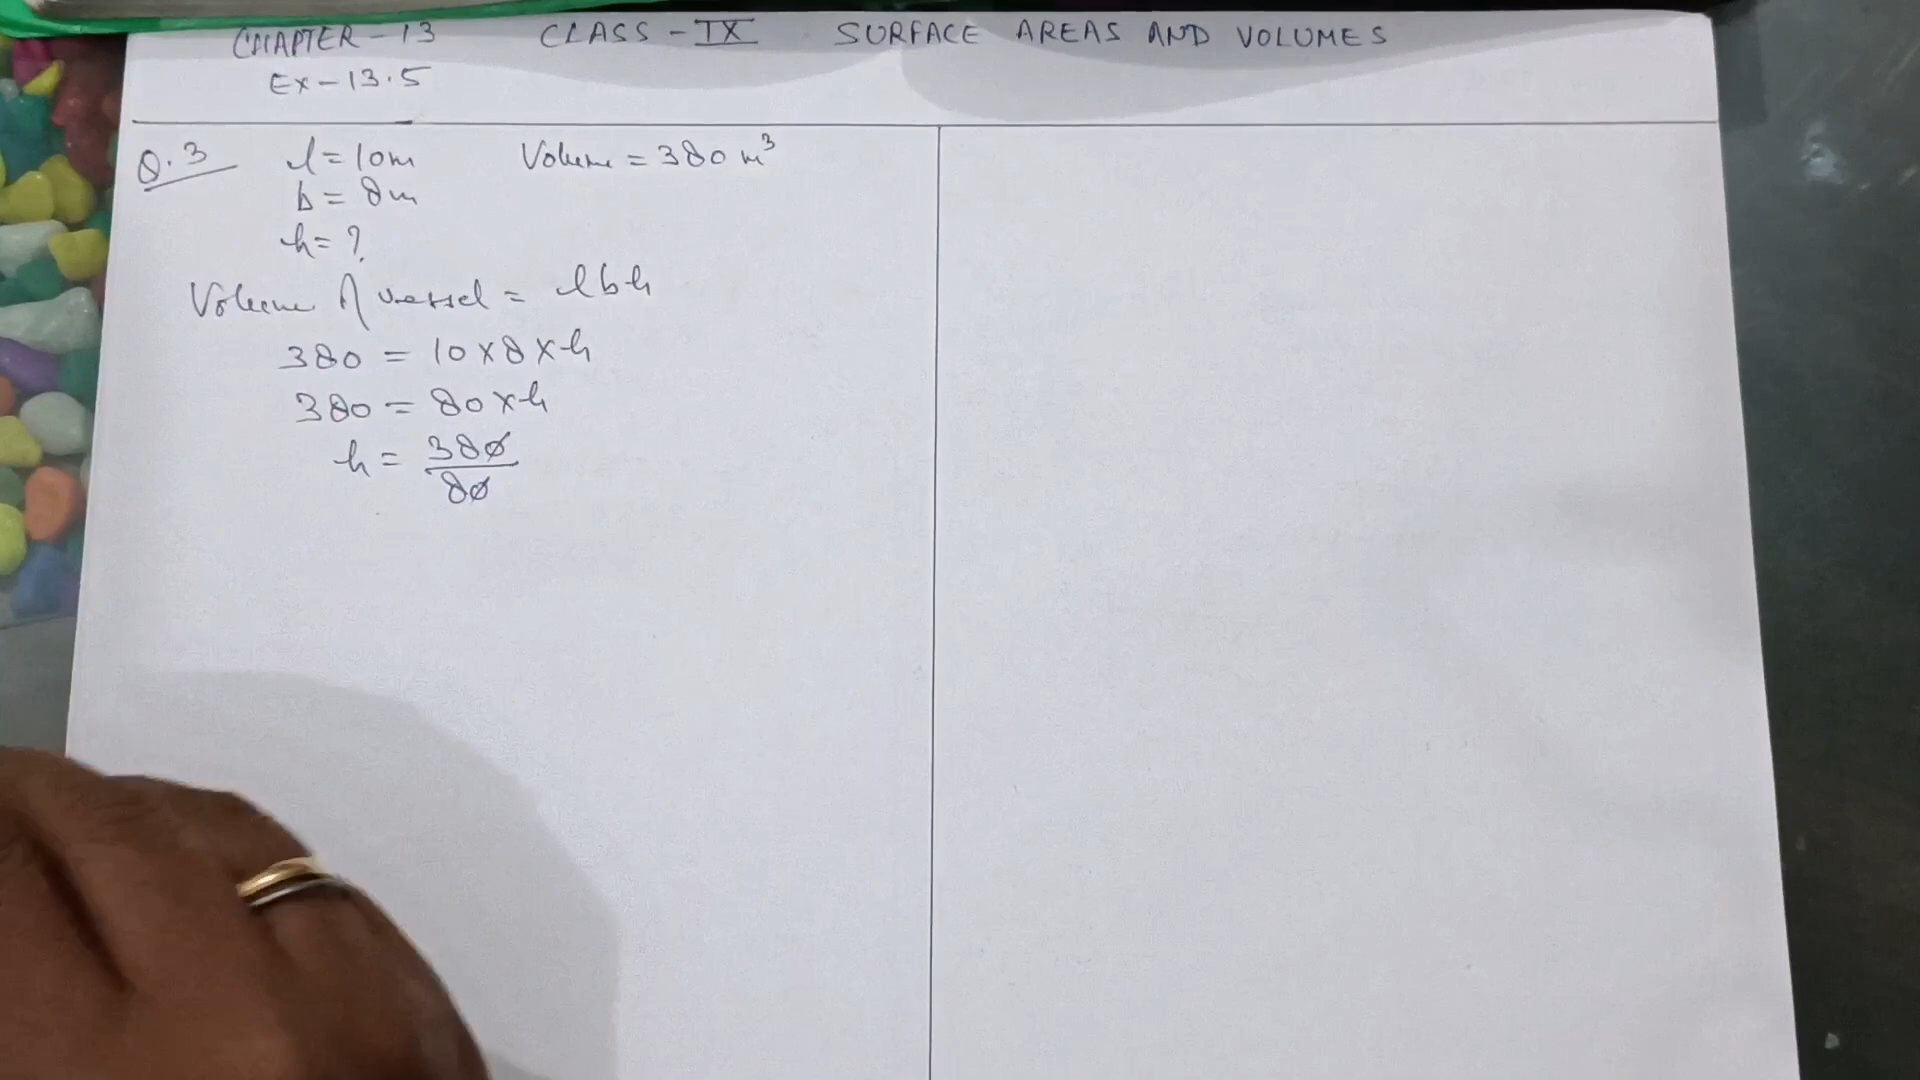 CHAPTER-13 CLASS-IX SURFACE AREAS AND VOLUMES
EX-13.5
Q.3 l=10m Volume = 380 m³
b = 8m
h= ?
Volume of vessel = lbh
380 = 10×8×h
380 = 80×h
h = 380/80